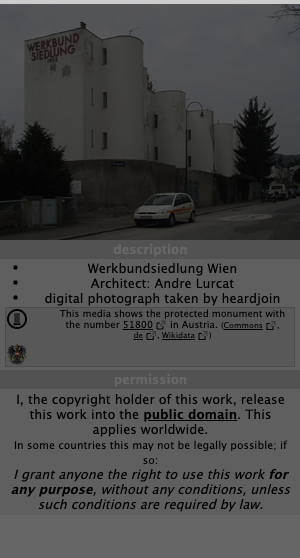 WERKBUND
SIEDLUNG
description
• Werkbundsiedlung Wien
• Architect: Andre Lurcat
• digital photograph taken by heardjoin
This media shows the protected monument with
the number 51800 in Austria. (Commons,
de, Wikidata)
permission
I, the copyright holder of this work, release
this work into the public domain. This
applies worldwide.
In some countries this may not be legally possible; if
so:
I grant anyone the right to use this work for
any purpose, without any conditions, unless
such conditions are required by law.